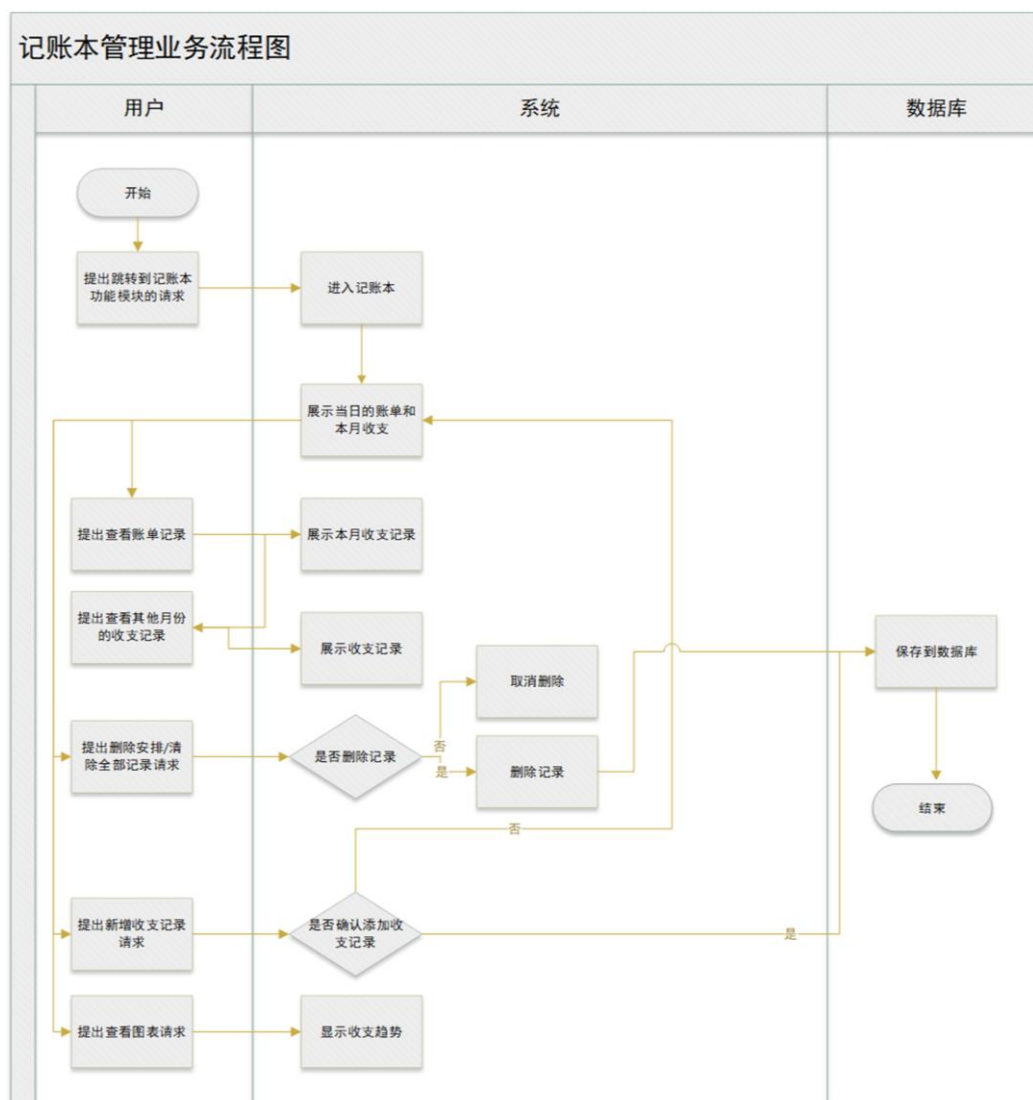 记账本管理业务流程图
用户
系统
数据库
开始
提出跳转到记账本
功能模块的请求
进入记账本
展示当日的账单和
本月收支
提出查看账单记录
展示本月收支记录
提出查看其他月份
的收支记录
展示收支记录
保存到数据库
取消删除
否
提出删除安排/清
除全部记录请求
是否删除记录
是
删除记录
结束
否
提出新增收支记录
请求
是否确认添加收
支记录
是
提出查看图表请求
显示收支趋势